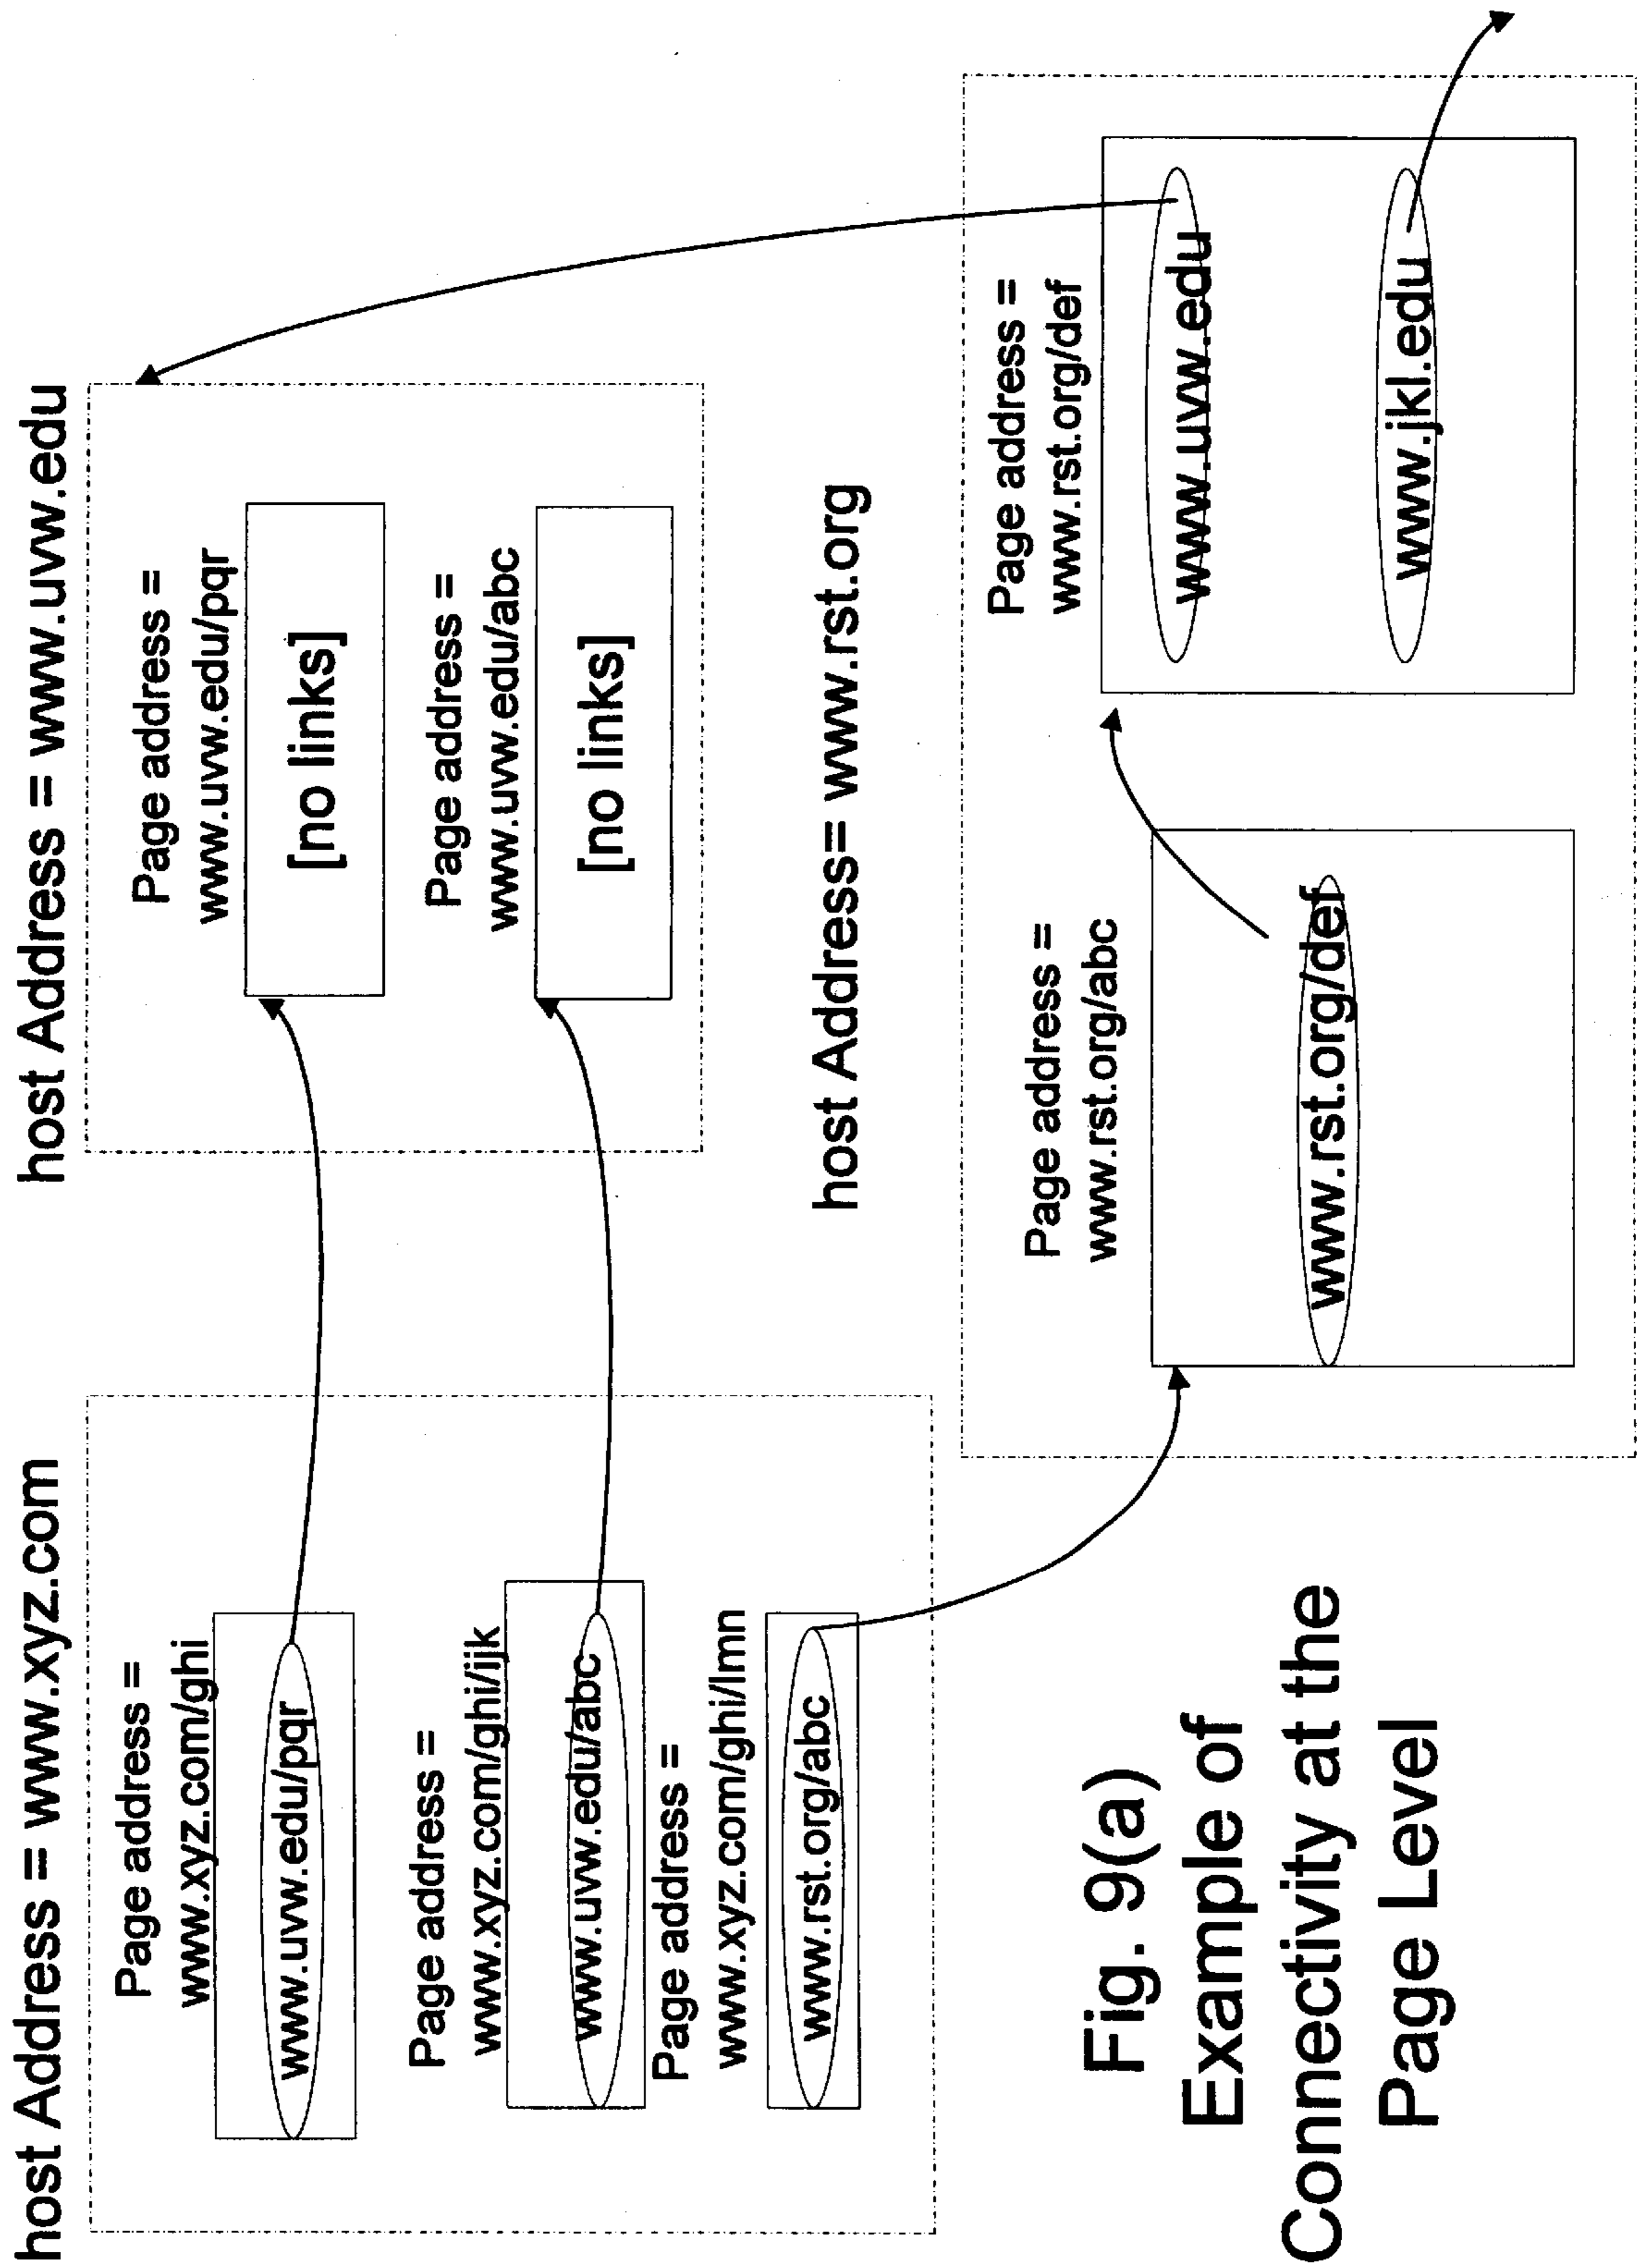 host Address = www.xyz.com
Page address =
www.xyz.com/ghi
www.uvw.edu/pqr
Page address =
www.xyz.com/ghi/ijk
www.uvw.edu/abc
Page address =
www.xyz.com/ghi/lmn
www.rst.org/abc
host Address = www.uvw.edu
Page address =
www.uvw.edu/pqr
[no links]
Page address =
www.uvw.edu/abc
[no links]
host Address= www.rst.org
Page address =
www.rst.org/abc
www.rst.org/def
Page address =
www.rst.org/def
www.uvw.edu
www.jkl.edu
Fig. 9(a)
Example of
Connectivity at the
Page Level